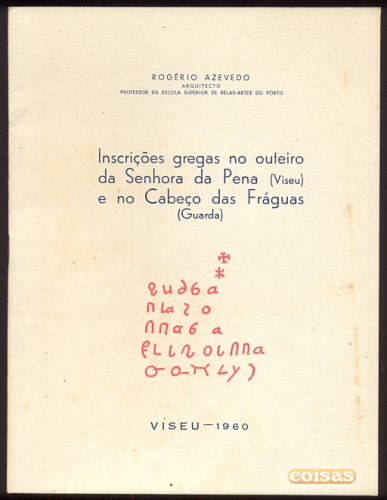 ROGÉRIO AZEVEDO
ARQUITECTO
PROFESSOR DA ESCOLA SUPERIOR DE BELAS-ARTES DO PORTO
Inscrições gregas no outeiro
da Senhora da Pena (Viseu)
e no Cabeço das Fráguas
(Guarda)
VISEU—1960
coisas